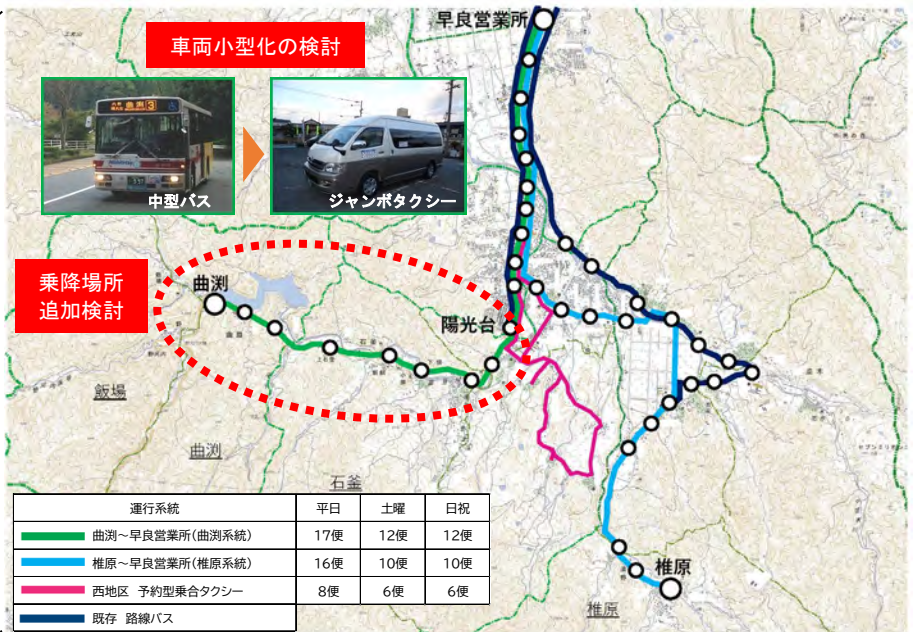 早良営業所
車両小型化の検討
曲渕 3
中型バス
ジャンボタクシー
乗降場所
追加検討
曲渕
陽光台
飯場
曲渕
石釜
椎原
椎原
運行系統 平日 土曜 日祝
曲渕～早良営業所(曲渕系統) 17便 12便 12便
椎原～早良営業所(椎原系統) 16便 10便 10便
西地区 予約型乗合タクシー 8便 6便 6便
既存 路線バス